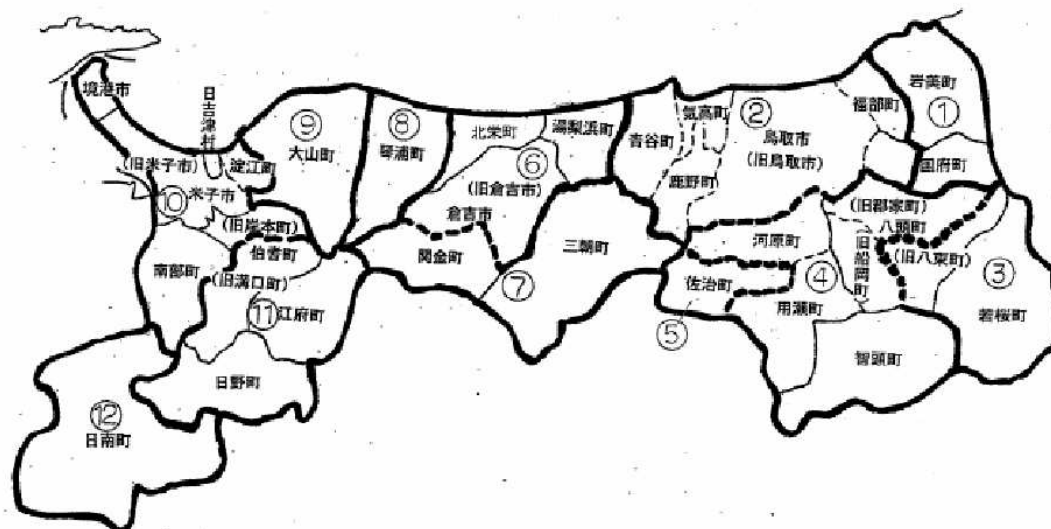 境港市
日吉津村
(旧米子市)
淀江町
⑩
米子市
(旧岸本町)
南部町
伯耆町
(旧溝口町)
⑪
江府町
日野町
⑫
日南町
⑨
大山町
⑧
琴浦町
北栄町
湯梨浜町
⑥
(旧倉吉市)
倉吉市
関金町
⑦
三朝町
青谷町
気高町
鹿野町
②
鳥取市
(旧鳥取市)
福部町
岩美町
①
国府町
(旧郡家町)
八頭町
(旧八東町)
旧船岡町
河原町
佐治町
④
用瀬町
⑤
③
若桜町
智頭町